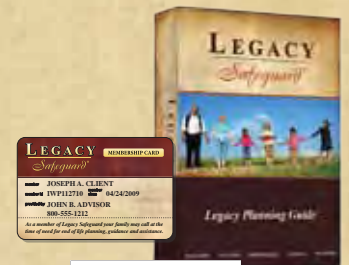 LEGACY
Safeguard
LEGACY
Legacy Planning Guide
LEGACY MEMBERSHIP CARD
Safeguard
JOSEPH A. CLIENT
IWP112710 04/24/2009
JOHN B. ADVISOR
800-555-1212
As a member of Legacy Safeguard your family may call at the
time of need for end of life planning, guidance and assistance.